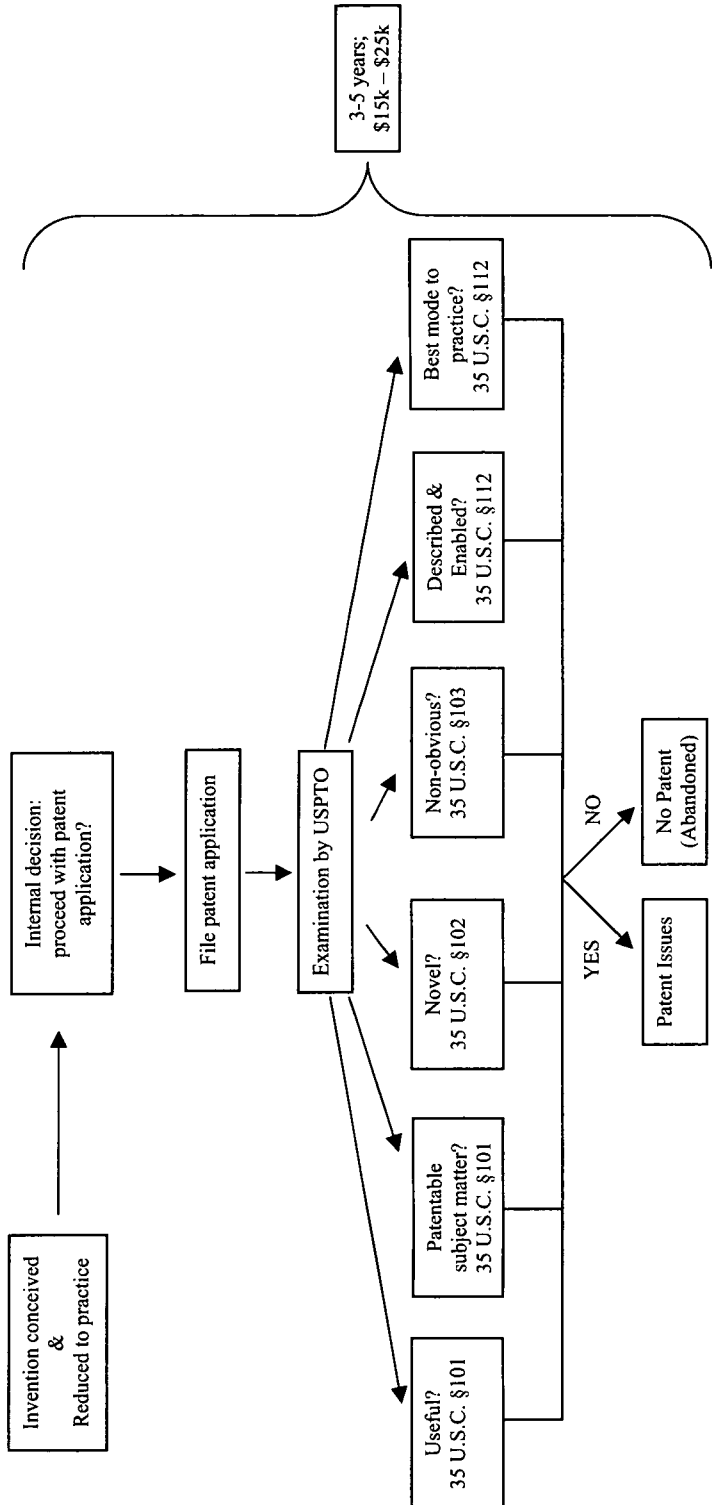 Invention conceived
&
Reduced to practice
Internal decision:
proceed with patent
application?
File patent application
Examination by USPTO
Useful?
35 U.S.C. §101
Patentable
subject matter?
35 U.S.C. §101
Novel?
35 U.S.C. §102
Non-obvious?
35 U.S.C. §103
Described &
Enabled?
35 U.S.C. §112
Best mode to
practice?
35 U.S.C. §112
YES
NO
Patent Issues
No Patent
(Abandoned)
3-5 years;
$15k – $25k